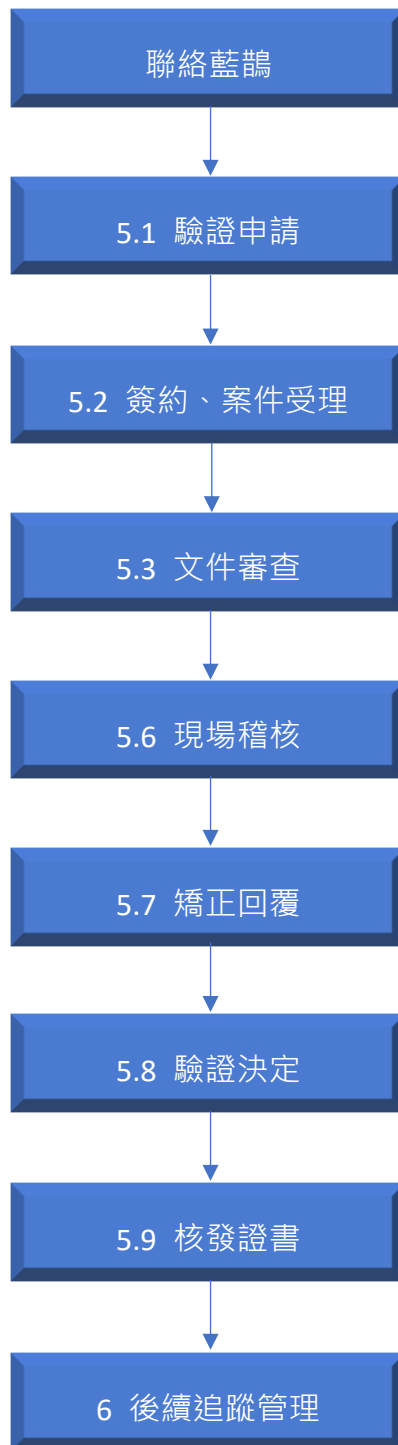 聯絡藍鵲
5.1 驗證申請
5.2 簽約、案件受理
5.3 文件審查
5.6 現場稽核
5.7 矯正回覆
5.8 驗證決定
5.9 核發證書
6 後續追蹤管理